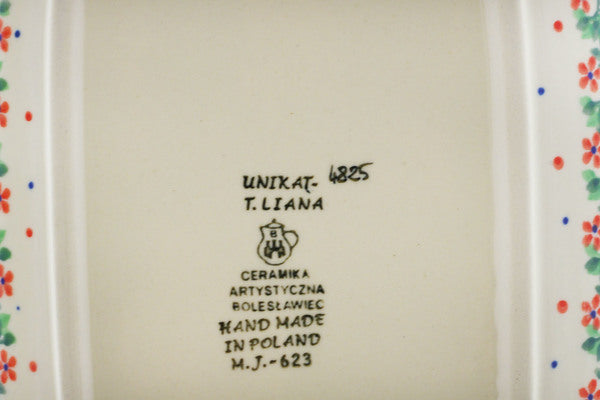 UNIKAT- 4825
T. LIANA
B
CERAMIKA
ARTYSTYCZNA
BOLESŁAWIEC
HAND MADE
IN POLAND
M.J.-623